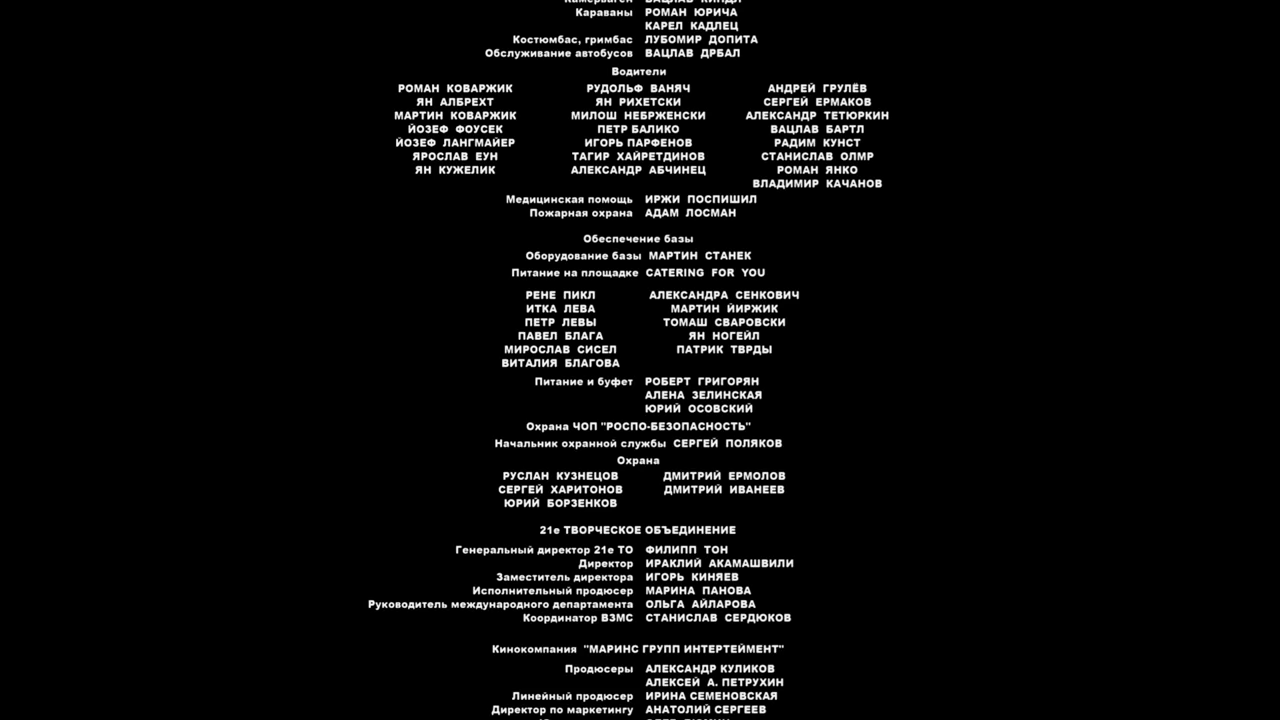 Караваны РОМАН ЮРИЧА
КАРЕЛ КАДЛЕЦ
Костюмбас, гримбас ЛУБОМИР ДОПИТА
Обслуживание автобусов ВАЦЛАВ ДРБАЛ
Водители
РОМАН КОВАРЖИК РУДОЛЬФ ВАНЯЧ АНДРЕЙ ГРУЛЁВ
ЯН АЛБРЕХТ ЯН РИХЕТСКИ СЕРГЕЙ ЕРМАКОВ
МАРТИН КОВАРЖИК МИЛОШ НЕБРЖЕНСКИ АЛЕКСАНДР ТЕТЮРКИН
ЙОЗЕФ ФОУСЕК ПЕТР БАЛИКО ВАЦЛАВ БАРТЛ
ЙОЗЕФ ЛАНГМАЙЕР ИГОРЬ ПАРФЕНОВ РАДИМ КУНСТ
ЯРОСЛАВ ЕУН ТАГИР ХАЙРЕТДИНОВ СТАНИСЛАВ ОЛМР
ЯН КУЖЕЛИК АЛЕКСАНДР АБЧИНЕЦ РОМАН ЯНКО
ВЛАДИМИР КАЧАНОВ
Медицинская помощь ИРЖИ ПОСПИШИЛ
Пожарная охрана АДАМ ЛОСМАН
Обеспечение базы
Оборудование базы МАРТИН СТАНЕК
Питание на площадке CATERING FOR YOU
РЕНЕ ПИКЛ АЛЕКСАНДРА СЕНКОВИЧ
ИТКА ЛЕВА МАРТИН ЙИРЖИК
ПЕТР ЛЕВЫ ТОМАШ СВАРОВСКИ
ПАВЕЛ БЛАГА ЯН НОГЕЙЛ
МИРОСЛАВ СИСЕЛ ПАТРИК ТВРДЫ
ВИТАЛИЯ БЛАГОВА
Питание и буфет РОБЕРТ ГРИГОРЯН
АЛЕНА ЗЕЛИНСКАЯ
ЮРИЙ ОСОВСКИЙ
Охрана ЧОП "РОСПО-БЕЗОПАСНОСТЬ"
Начальник охранной службы СЕРГЕЙ ПОЛЯКОВ
Охрана
РУСЛАН КУЗНЕЦОВ ДМИТРИЙ ЕРМОЛОВ
СЕРГЕЙ ХАРИТОНОВ ДМИТРИЙ ИВАНЕЕВ
ЮРИЙ БОРЗЕНКОВ
21е ТВОРЧЕСКОЕ ОБЪЕДИНЕНИЕ
Генеральный директор 21е ТО ФИЛИПП ТОН
Директор ИРАКЛИЙ АКАМАШВИЛИ
Заместитель директора ИГОРЬ КИНЯЕВ
Исполнительный продюсер МАРИНА ПАНОВА
Руководитель международного департамента ОЛЬГА АЙЛАРОВА
Координатор ВЗМС СТАНИСЛАВ СЕРДЮКОВ
Кинокомпания "МАРИНС ГРУПП ИНТЕРТЕЙМЕНТ"
Продюсеры АЛЕКСАНДР КУЛИКОВ
АЛЕКСЕЙ А. ПЕТРУХИН
Линейный продюсер ИРИНА СЕМЕНОВСКАЯ
Директор по маркетингу АНАТОЛИЙ СЕРГЕЕВ